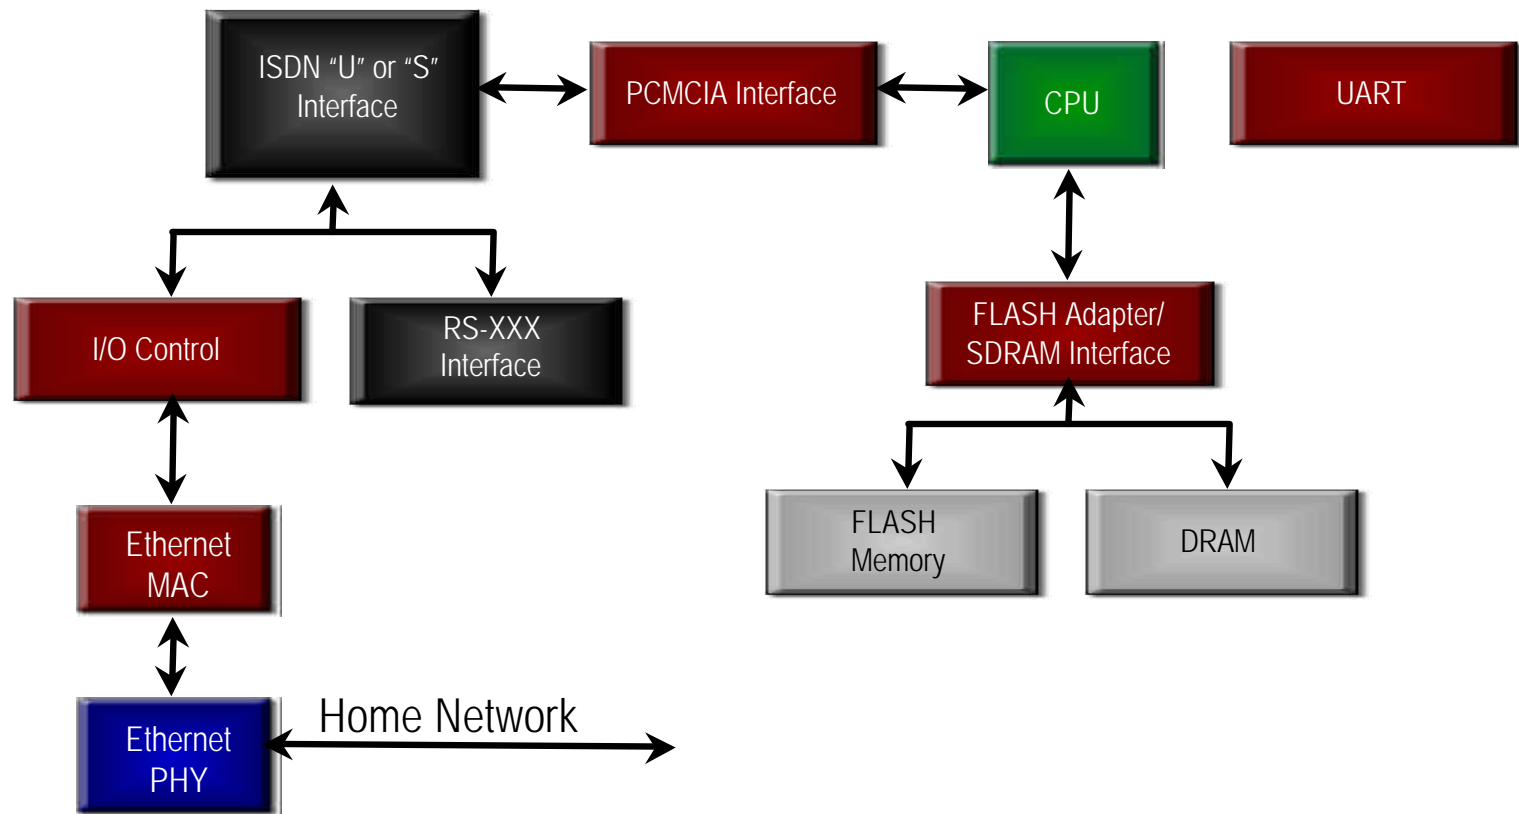 ISDN “U” or “S”
Interface
PCMCIA Interface
CPU
UART
I/O Control
RS-XXX
Interface
FLASH Adapter/
SDRAM Interface
FLASH
Memory
DRAM
Ethernet
MAC
Home Network
Ethernet
PHY